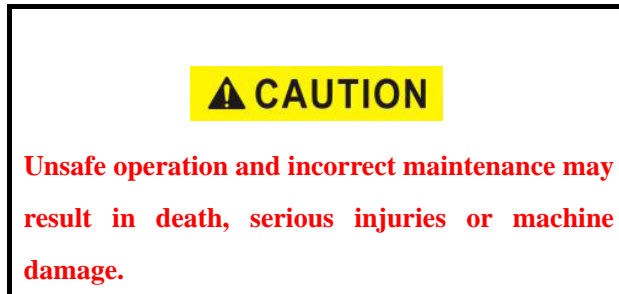 CAUTION
Unsafe operation and incorrect maintenance may
result in death, serious injuries or machine
damage.